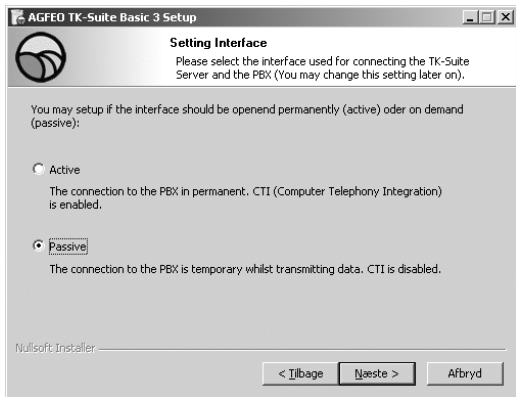 AGFEO TK-Suite Basic 3 Setup
Setting Interface
Please select the interface used for connecting the TK-Suite
Server and the PBX (You may change this setting later on).
You may setup if the interface should be openend permanently (active) oder on demand
(passive):
Active
The connection to the PBX in permanent. CTI (Computer Telephony Integration)
is enabled.
Passive
The connection to the PBX is temporary whilst transmitting data. CTI is disabled.
Nullsoft Installer
< Tilbage
Næste >
Afbryd